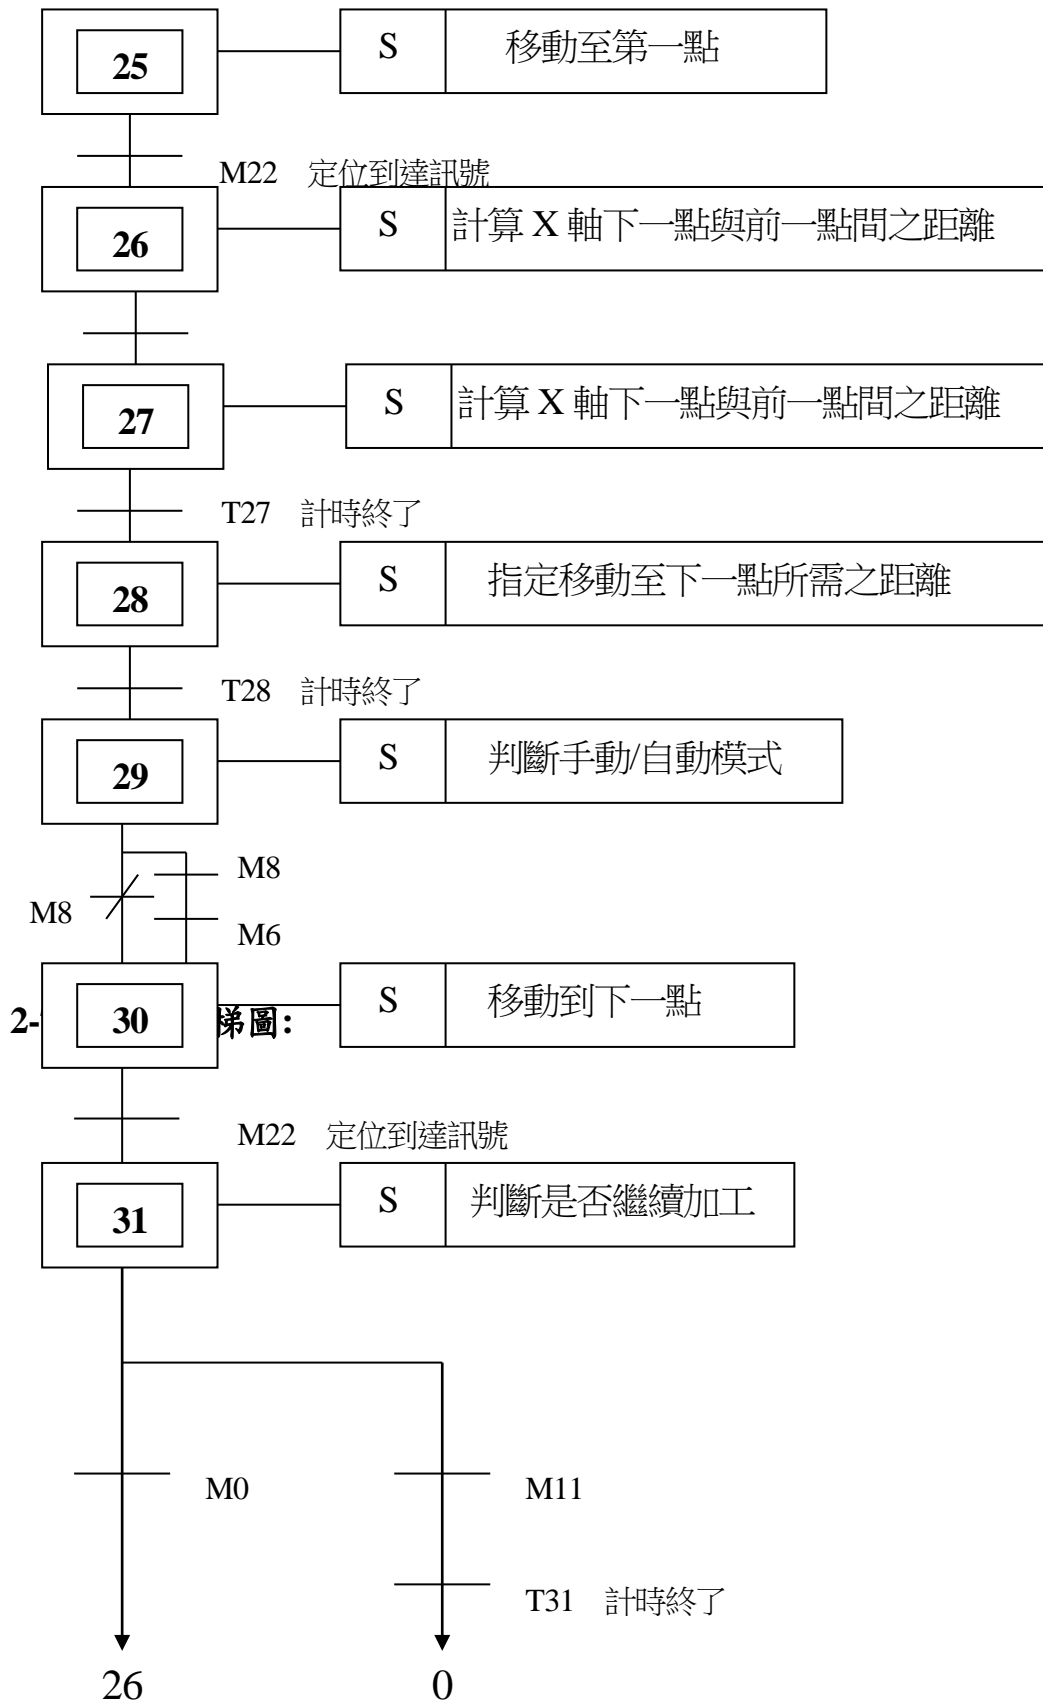 25 S 移動至第一點
M22 定位到達訊號
26 S 計算 X 軸下一點與前一點間之距離
27 S 計算 X 軸下一點與前一點間之距離
T27 計時終了
28 S 指定移動至下一點所需之距離
T28 計時終了
29 S 判斷手動/自動模式
M8
M8
M6
30 S 移動到下一點
2- 梯圖:
M22 定位到達訊號
31 S 判斷是否繼續加工
M0 M11
T31 計時終了
26 0